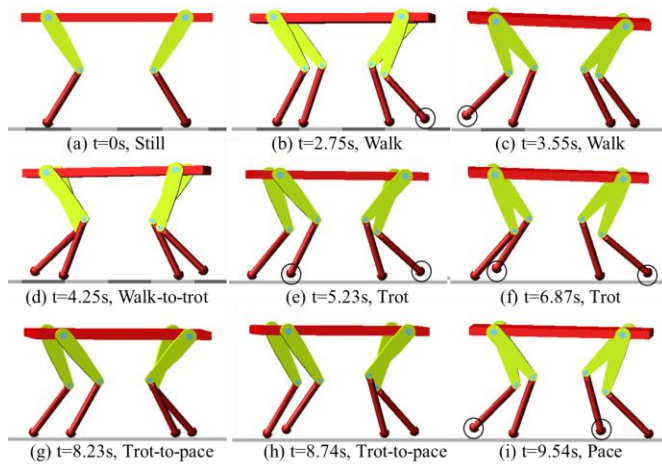 (a) t=0s, Still
(b) t=2.75s, Walk
(c) t=3.55s, Walk
(d) t=4.25s, Walk-to-trot
(e) t=5.23s, Trot
(f) t=6.87s, Trot
(g) t=8.23s, Trot-to-pace
(h) t=8.74s, Trot-to-pace
(i) t=9.54s, Pace